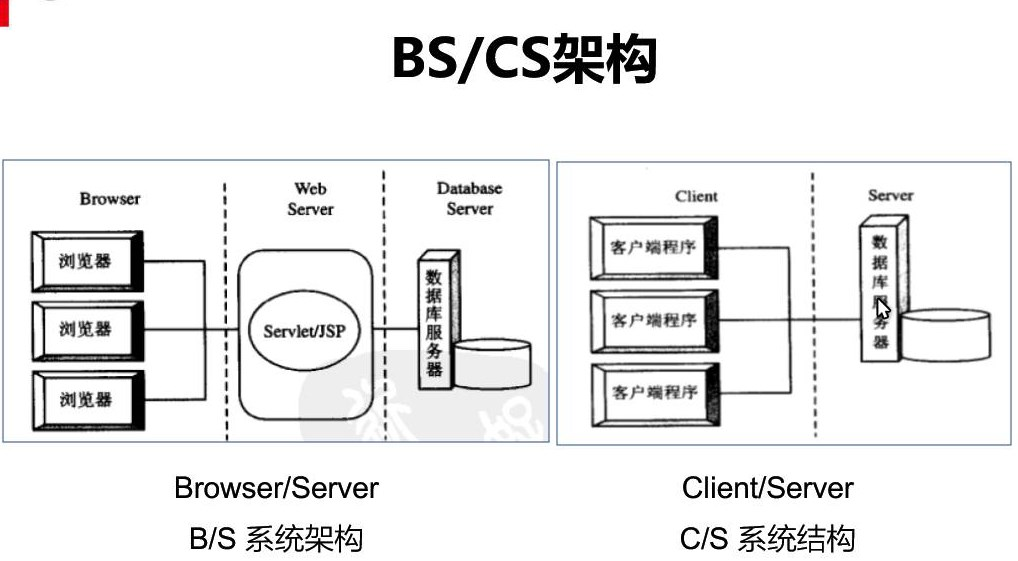 BS/CS架构
Browser
Web
Server
Database
Server
浏览器
浏览器
浏览器
Servlet/JSP
数据库服务器
Client
Server
客户端程序
客户端程序
客户端程序
数据库服务器
Browser/Server
B/S 系统架构
Client/Server
C/S 系统结构